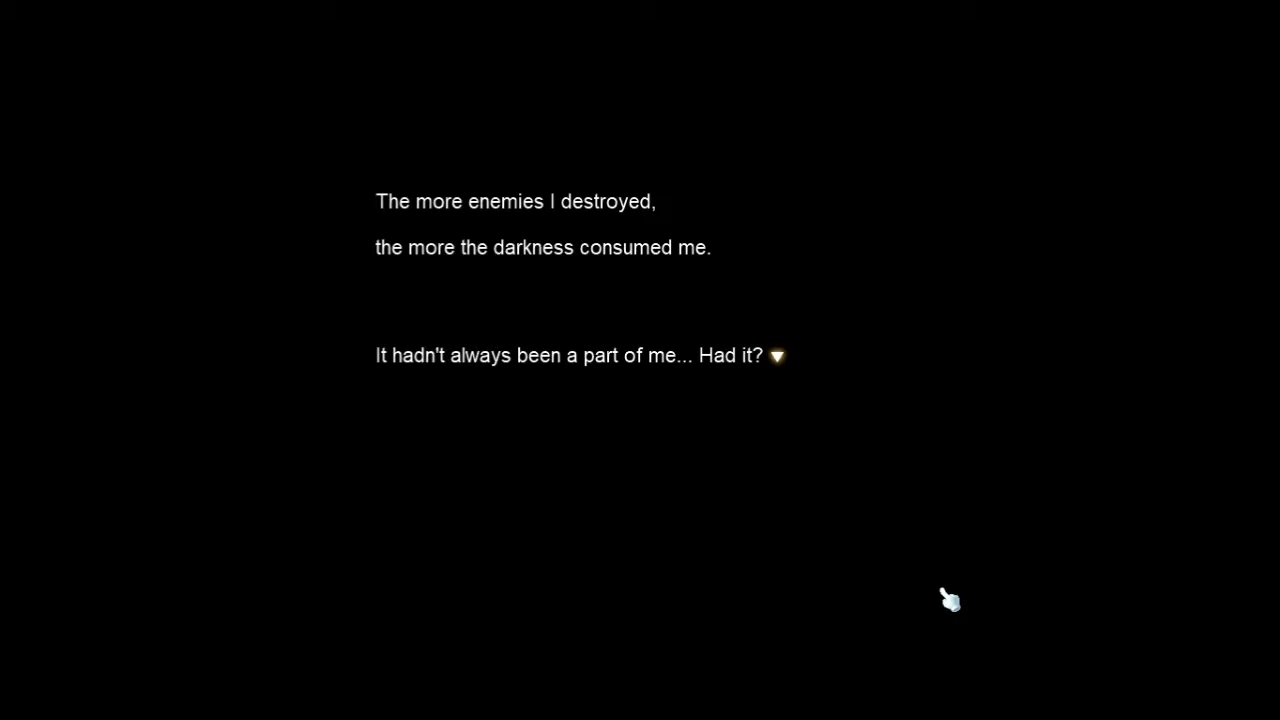 The more enemies I destroyed,
the more the darkness consumed me.
It hadn't always been a part of me... Had it?